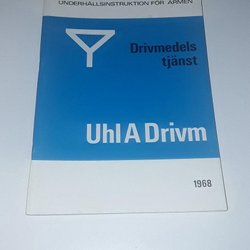 UNDERHÅLLSINSTRUKTION FÖR ARMÉN
Drivmedels
tjänst
Uhl A Drivm
1968